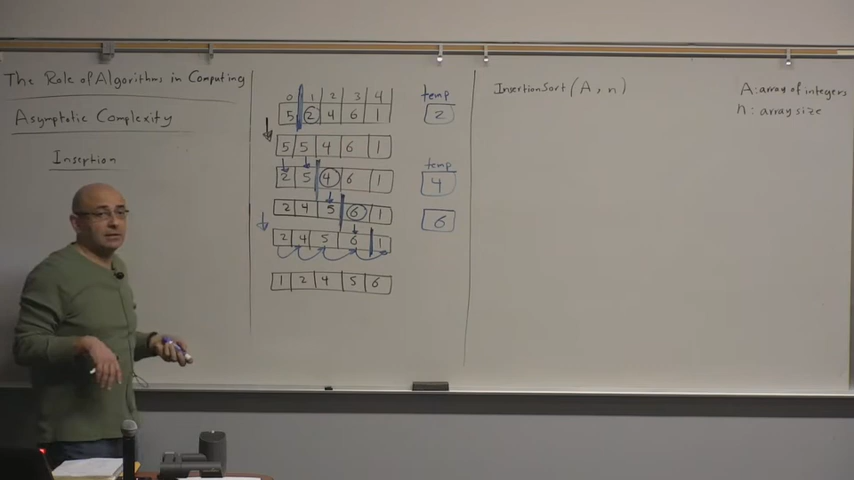 The Role of Algorithms in Computing
Asymptotic Complexity
Insertion
0 1 2 3 4
5 2 4 6 1
5 5 4 6 1
2 5 4 6 1
2 4 5 6 1
2 4 5 6 1
1 2 4 5 6
temp
2
temp
4
6
InsertionSort(A, n)
A: array of integers
n: array size